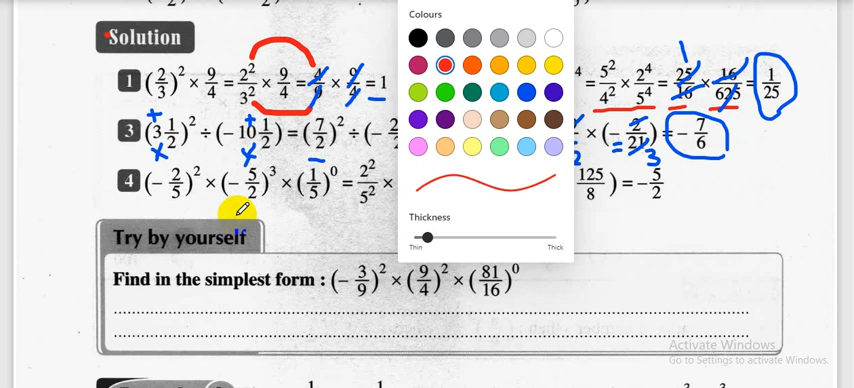 Solution
Colours
1 (2/3)² × 9/4 = 2²/3² × 9/4 = 4/9 × 9/4 = 1
4 = 5²/4² × 2⁴/5⁴ = 25/16 × 16/625 = 1/25
3 (3 1/2)² ÷ (− 10 1/2) = (7/2)² ÷ (− 2
× (− 2/21) = − 7/6
4 (− 2/5)² × (− 5/2)³ × (1/5)⁰ = 2²/5² ×
125/8) = − 5/2
Thickness
Thin Thick
Try by yourself
Find in the simplest form : (− 3/9)² × (9/4)² × (81/16)⁰
Activate Windows
Go to Settings to activate Windows.